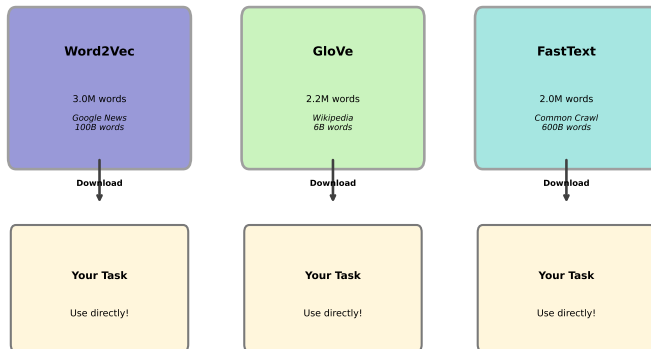 Word2Vec
3.0M words
Google News
100B words
Download
Your Task
Use directly!
GloVe
2.2M words
Wikipedia
6B words
Download
Your Task
Use directly!
FastText
2.0M words
Common Crawl
600B words
Download
Your Task
Use directly!